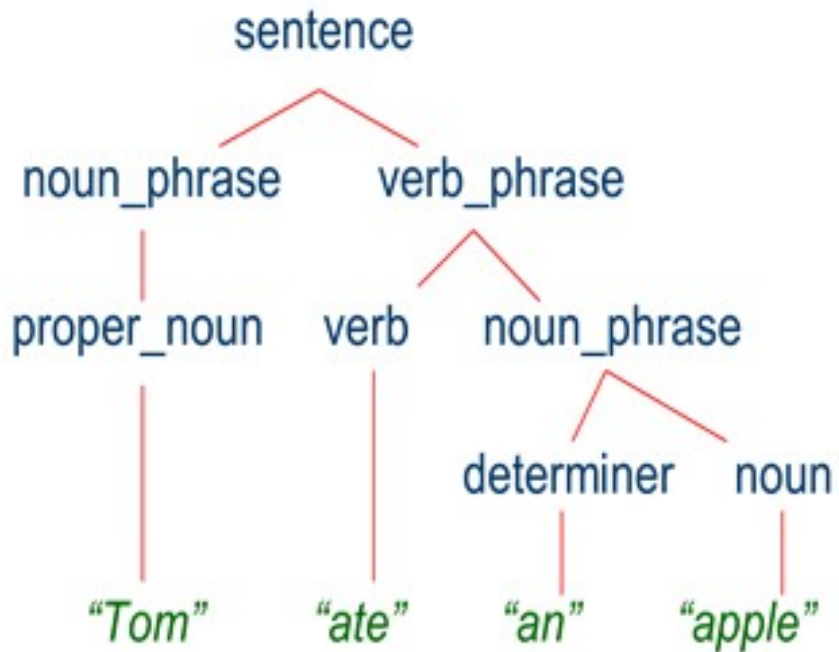 sentence
noun_phrase verb_phrase
proper_noun verb noun_phrase
determiner noun
“Tom” “ate” “an” “apple”